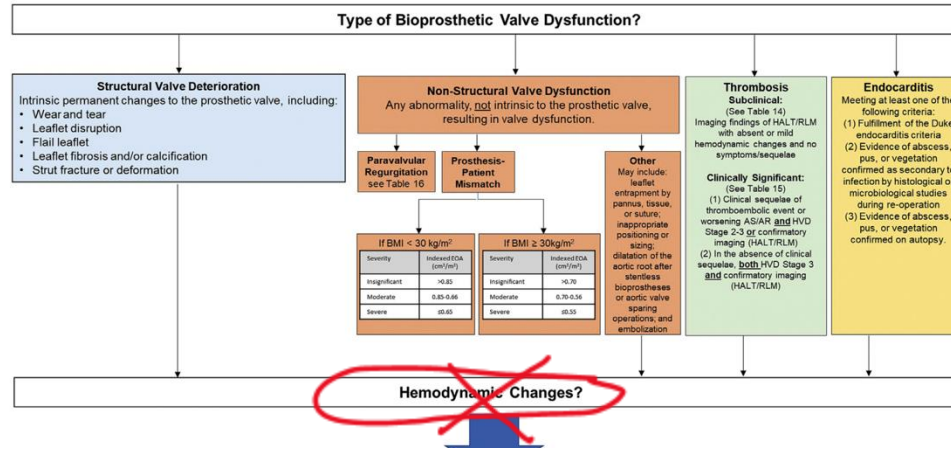 Type of Bioprosthetic Valve Dysfunction?
Structural Valve Deterioration
Intrinsic permanent changes to the prosthetic valve, including:
• Wear and tear
• Leaflet disruption
• Flail leaflet
• Leaflet fibrosis and/or calcification
• Strut fracture or deformation
Non-Structural Valve Dysfunction
Any abnormality, not intrinsic to the prosthetic valve,
resulting in valve dysfunction.
Paravalvular
Regurgitation
see Table 16
Prosthesis-
Patient
Mismatch
If BMI < 30 kg/m²
Severity Indexed EOA
(cm²/m²)
Insignificant >0.85
Moderate 0.85-0.66
Severe ≤0.65
If BMI ≥ 30kg/m²
Severity Indexed EOA
(cm²/m²)
Insignificant >0.70
Moderate 0.70-0.56
Severe ≤0.55
Other
May include:
leaflet
entrapment by
pannus, tissue,
or suture;
inappropriate
positioning or
sizing;
dilatation of the
aortic root after
stentless
bioprostheses
or aortic valve
sparing
operations; and
embolization
Thrombosis
Subclinical:
(See Table 14)
Imaging findings of HALT/RLM
with absent or mild
hemodynamic changes and no
symptoms/sequelae
Clinically Significant:
(See Table 15)
(1) Clinical sequelae of
thromboembolic event or
worsening AS/AR and HVD
Stage 2-3 or confirmatory
imaging (HALT/RLM)
(2) In the absence of clinical
sequelae, both HVD Stage 3
and confirmatory imaging
(HALT/RLM)
Endocarditis
Meeting at least one of the
following criteria:
(1) Fulfillment of the Duke
endocarditis criteria
(2) Evidence of abscess,
pus, or vegetation
confirmed as secondary to
infection by histological or
microbiological studies
during re-operation
(3) Evidence of abscess,
pus, or vegetation
confirmed on autopsy.
Hemodynamic Changes?